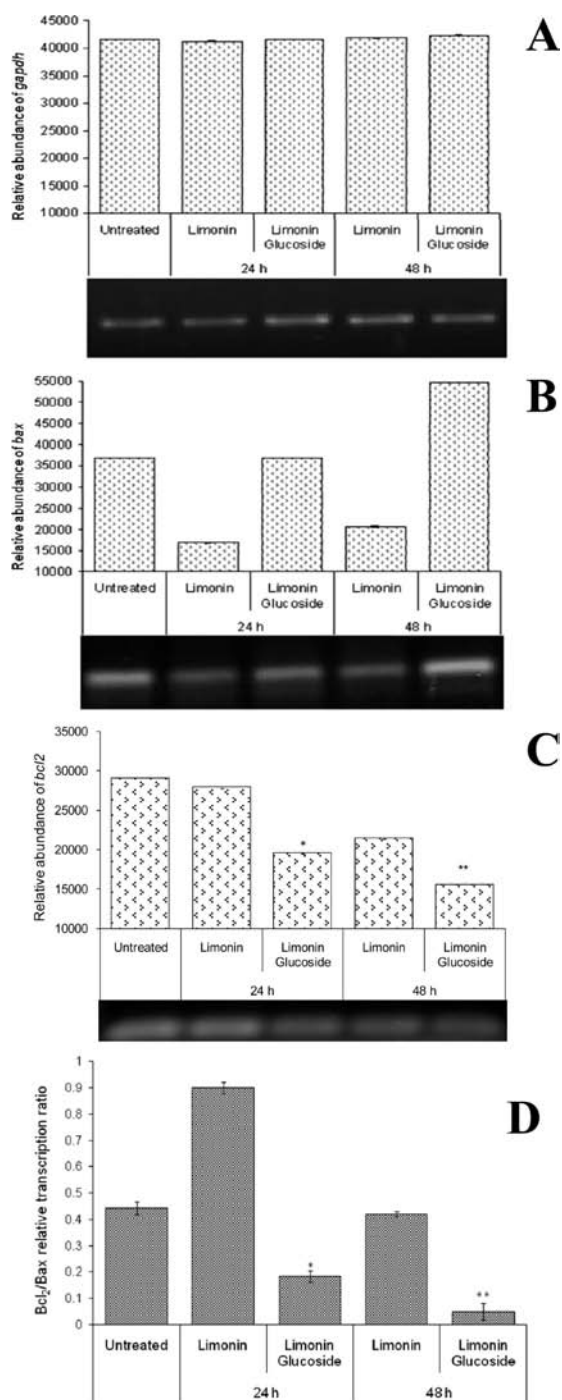 A
Relative abundance of gapdh
45000
40000
35000
30000
25000
20000
15000
10000
Untreated
Limonin
Limonin Glucoside
Limonin
Limonin Glucoside
24 h
48 h
B
Relative abundance of bax
55000
50000
45000
40000
35000
30000
25000
20000
15000
10000
Untreated
Limonin
Limonin Glucoside
Limonin
Limonin Glucoside
24 h
48 h
C
Relative abundance of bcl2
35000
30000
25000
20000
15000
10000
*
**
Untreated
Limonin
Limonin Glucoside
Limonin
Limonin Glucoside
24 h
48 h
D
Bcl₂/Bax relative transcription ratio
1
0.9
0.8
0.7
0.6
0.5
0.4
0.3
0.2
0.1
0
*
**
Untreated
Limonin
Limonin Glucoside
Limonin
Limonin Glucoside
24 h
48 h